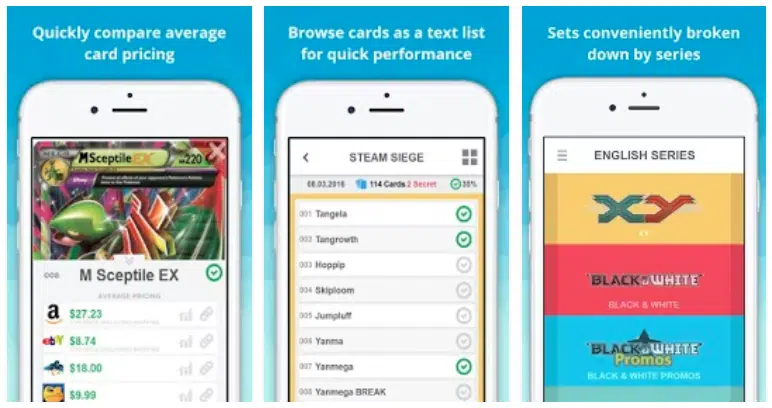 Quickly compare average
card pricing
M Sceptile EX
220
008
M Sceptile EX
AVERAGE PRICING
a
$27.23
ebay
$8.74
$18.00
$9.99
Browse cards as a text list
for quick performance
STEAM SIEGE
08.03.2016
114 Cards 2 Secret
35%
001 Tangela
002 Tangrowth
003 Hoppip
004 Skiploom
005 Jumpluff
006 Yanma
007 Yanmega
008 Yanmega BREAK
Sets conveniently broken
down by series
ENGLISH SERIES
XY
XY
BLACK & WHITE
BLACK & WHITE
BLACK & WHITE
Promos
BLACK & WHITE PROMOS